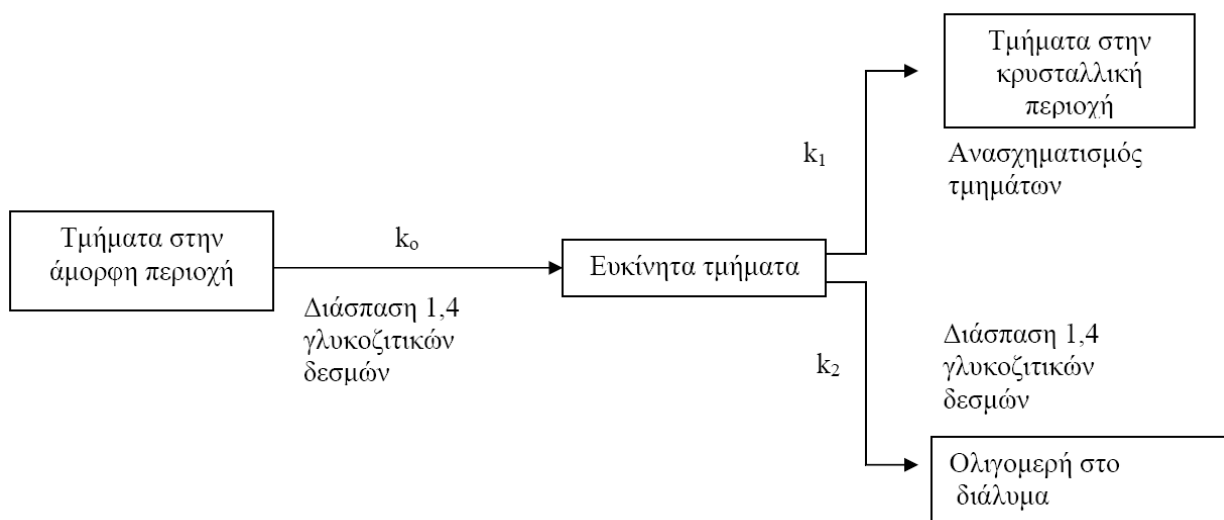 Τμήματα στην
άμορφη περιοχή
k₀
Διάσπαση 1,4
γλυκοζιτικών
δεσμών
Ευκίνητα τμήματα
k₁
Τμήματα στην
κρυσταλλική
περιοχή
Ανασχηματισμός
τμημάτων
k₂
Διάσπαση 1,4
γλυκοζιτικών
δεσμών
Ολιγομερή στο
διάλυμα